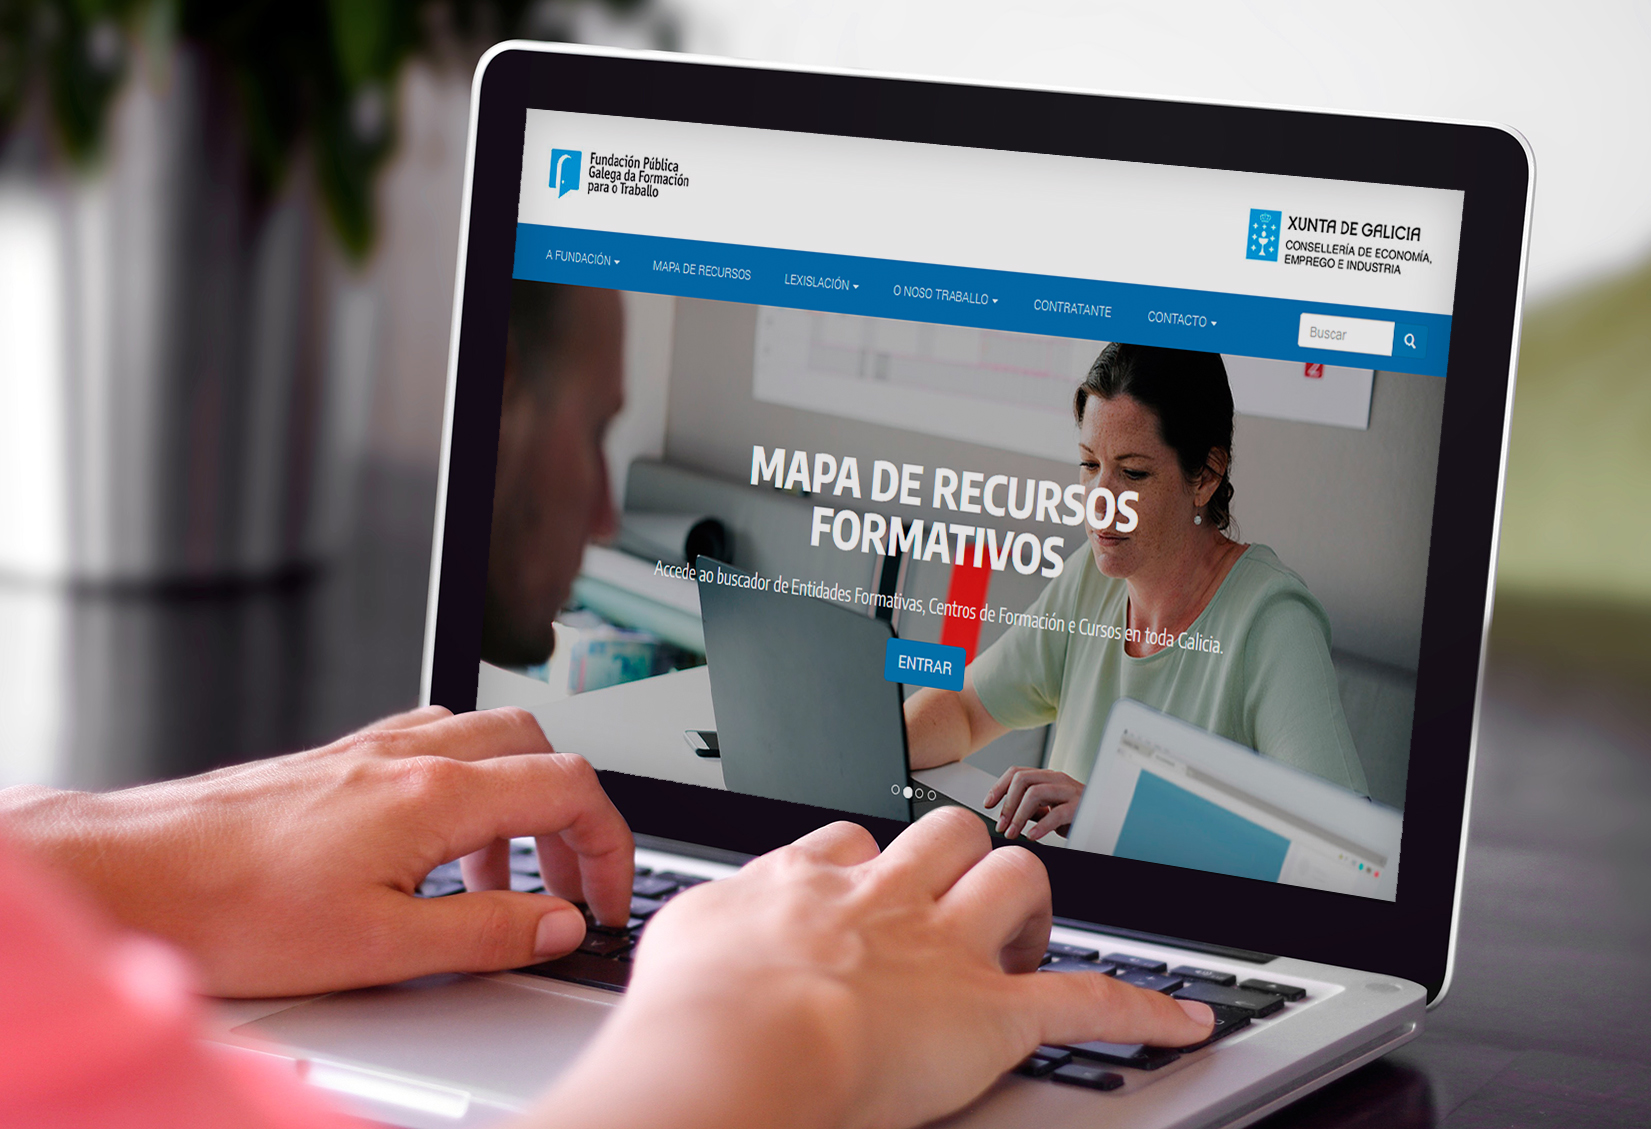 Fundación Pública
Galega da Formación
para o Traballo
XUNTA DE GALICIA
CONSELLERÍA DE ECONOMÍA,
EMPREGO E INDUSTRIA
A FUNDACIÓN
MAPA DE RECURSOS
LEXISLACIÓN
O NOSO TRABALLO
CONTRATANTE
CONTACTO
Buscar
MAPA DE RECURSOS
FORMATIVOS
Accede ao buscador de Entidades Formativas, Centros de Formación e Cursos en toda Galicia.
ENTRAR